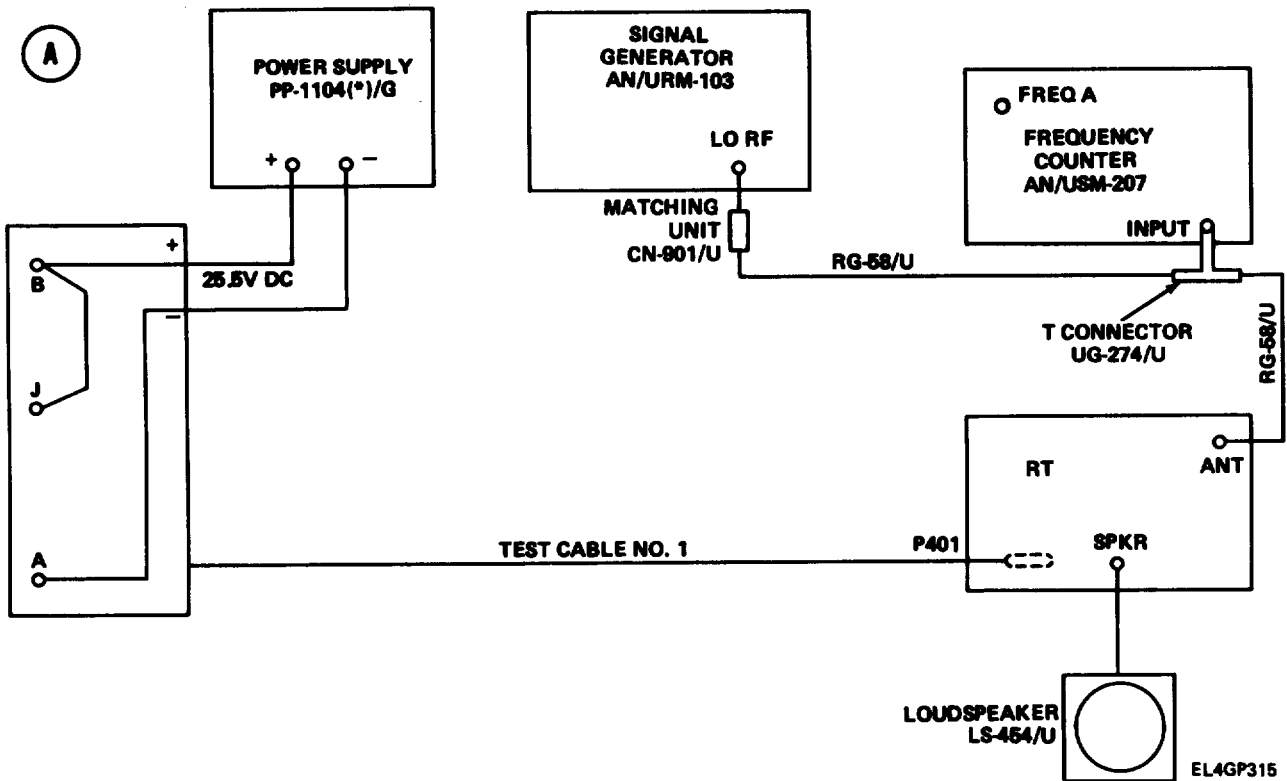 A
POWER SUPPLY
PP-1104(*)/G
+
−
SIGNAL
GENERATOR
AN/URM-103
LO RF
FREQ A
FREQUENCY
COUNTER
AN/USM-207
INPUT
MATCHING
UNIT
CN-901/U
RG-58/U
T CONNECTOR
UG-274/U
RG-58/U
+
B
25.5V DC
−
J
A
TEST CABLE NO. 1
P401
RT
ANT
SPKR
LOUDSPEAKER
LS-454/U
EL4GP315